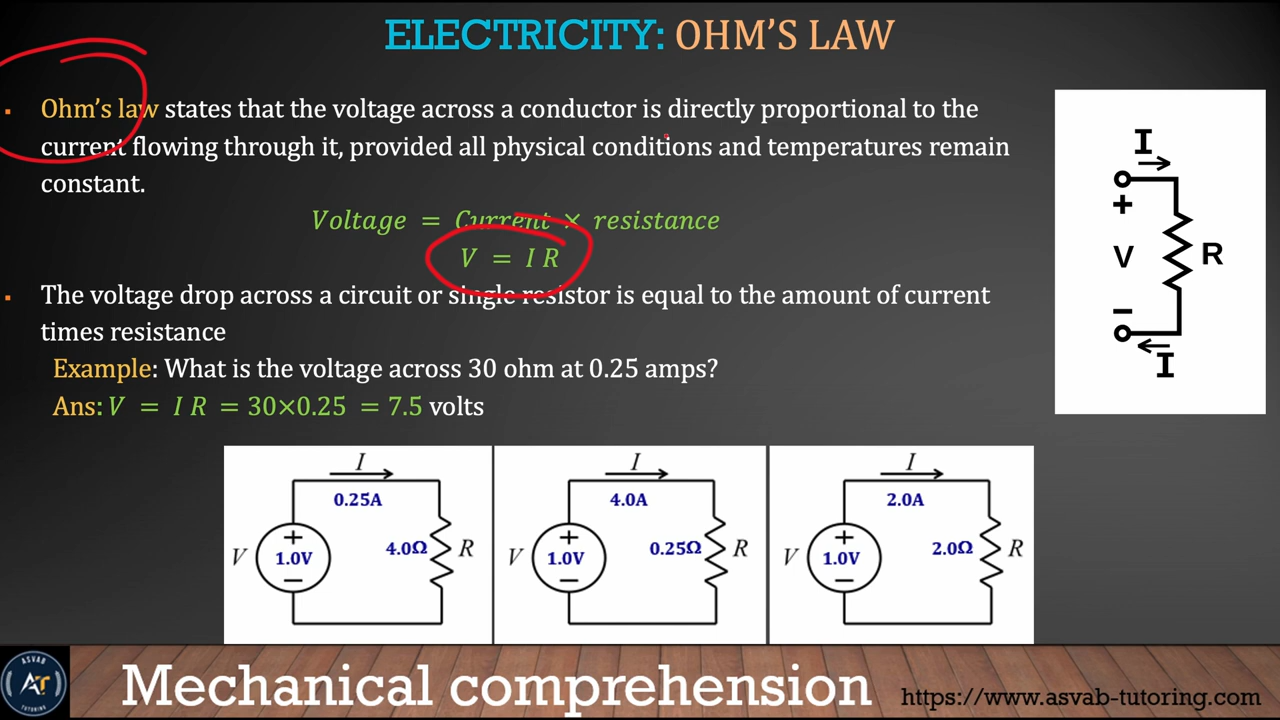 ELECTRICITY: OHM'S LAW
▪ Ohm's law states that the voltage across a conductor is directly proportional to the
current flowing through it, provided all physical conditions and temperatures remain
constant.
Voltage = Current × resistance
V = I R
▪ The voltage drop across a circuit or single resistor is equal to the amount of current
times resistance
Example: What is the voltage across 30 ohm at 0.25 amps?
Ans: V = I R = 30×0.25 = 7.5 volts
I
+
V
R
−
I
I
0.25A
V
+
1.0V
−
4.0Ω
R
I
4.0A
V
+
1.0V
−
0.25Ω
R
I
2.0A
V
+
1.0V
−
2.0Ω
R
ASVAB
AT
TUTORING
Mechanical comprehension
https://www.asvab-tutoring.com